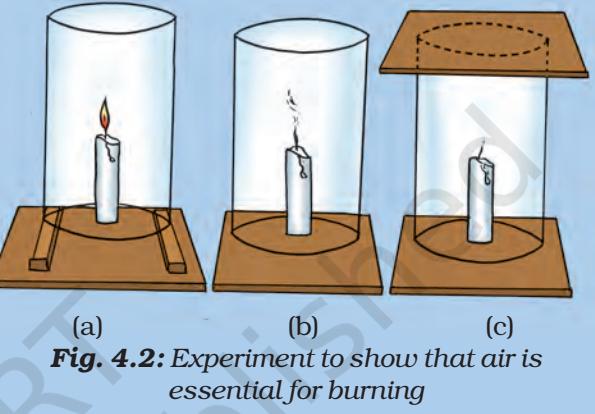 (a) (b) (c)
Fig. 4.2: Experiment to show that air is
essential for burning